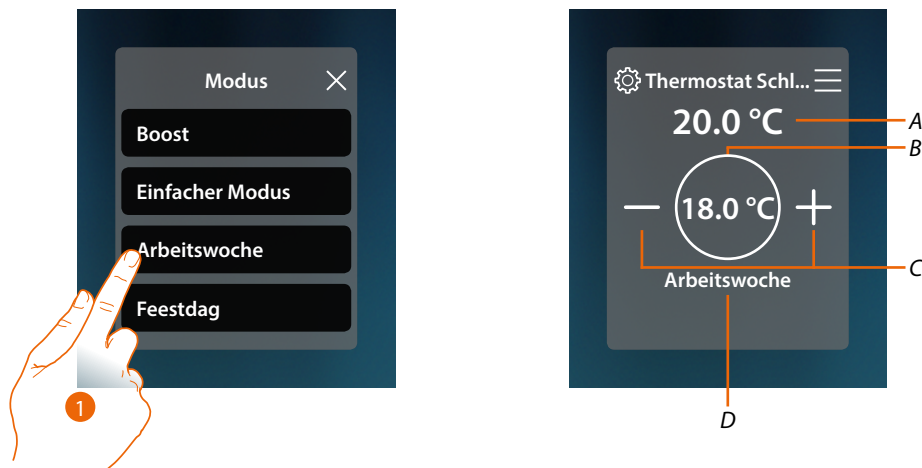 Modus
Boost
Einfacher Modus
Arbeitswoche
Feestdag
1
Thermostat Schl...
20.0 °C
A
B
18.0 °C
C
Arbeitswoche
D